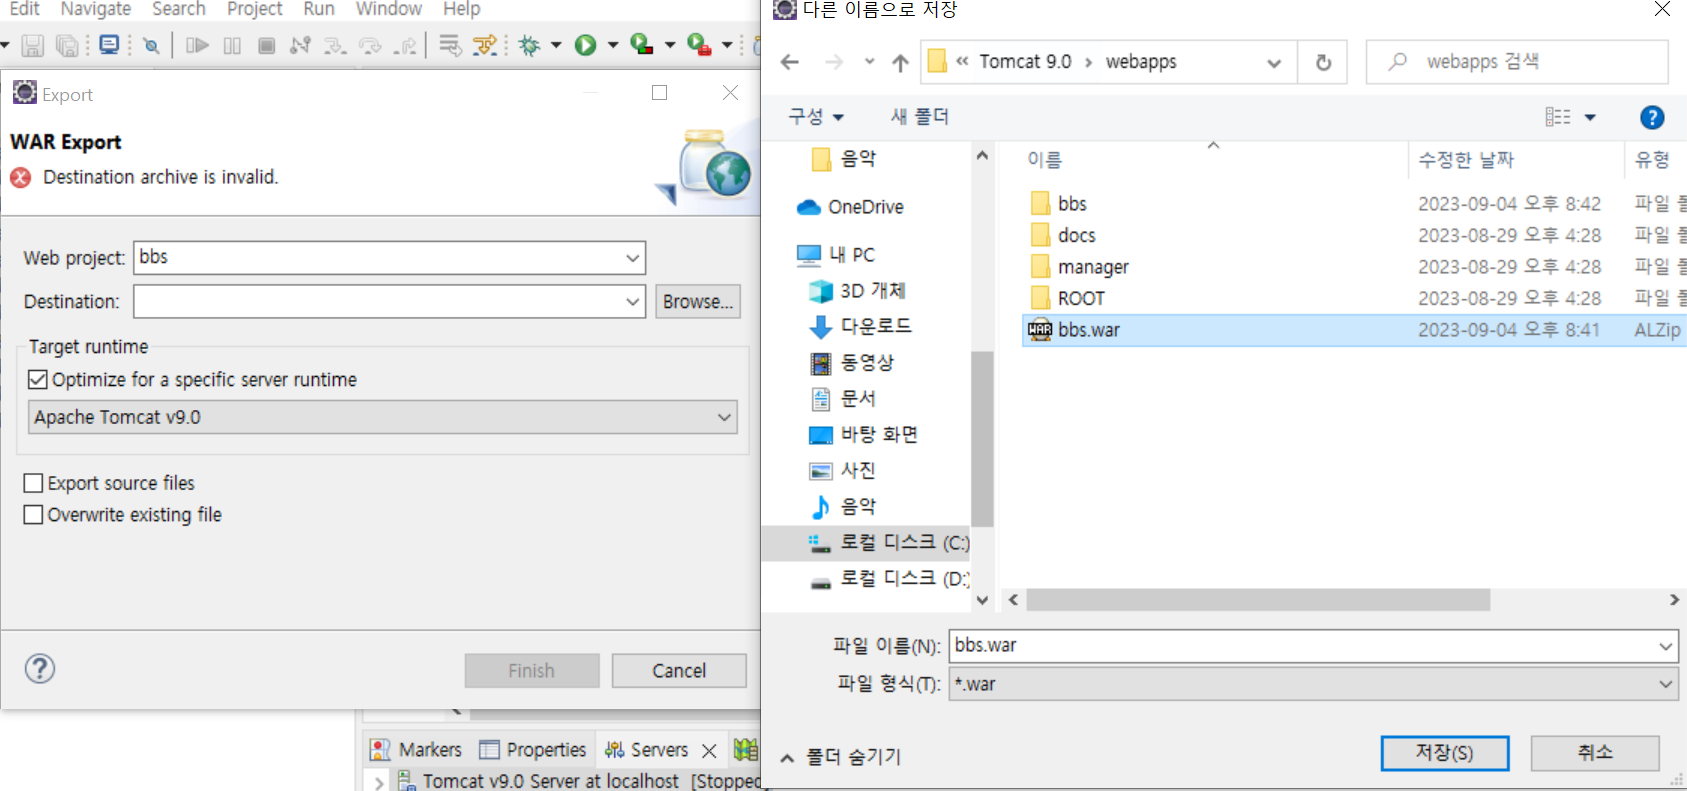 Edit Navigate Search Project Run Window Help
Export
WAR Export
Destination archive is invalid.
Web project: bbs
Destination: Browse...
Target runtime
Optimize for a specific server runtime
Apache Tomcat v9.0
Export source files
Overwrite existing file
? Finish Cancel
Markers Properties Servers
Tomcat v9.0 Server at localhost [Stopped
다른 이름으로 저장
« Tomcat 9.0 › webapps
webapps 검색
구성 새 폴더 ?
음악
OneDrive
내 PC
3D 개체
다운로드
동영상
문서
바탕 화면
사진
음악
로컬 디스크 (C:)
로컬 디스크 (D:)
이름 수정한 날짜 유형
bbs 2023-09-04 오후 8:42 파일
docs 2023-08-29 오후 4:28 파일
manager 2023-08-29 오후 4:28 파일
ROOT 2023-08-29 오후 4:28 파일
WAR bbs.war 2023-09-04 오후 8:41 ALZip
파일 이름(N): bbs.war
파일 형식(T): *.war
폴더 숨기기 저장(S) 취소